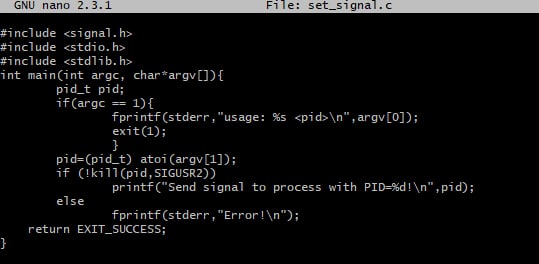 GNU nano 2.3.1                    File: set_signal.c
#include <signal.h>
#include <stdio.h>
#include <stdlib.h>
int main(int argc, char*argv[]){
        pid_t pid;
        if(argc == 1){
                fprintf(stderr,"usage: %s <pid>\n",argv[0]);
                exit(1);
                }
        pid=(pid_t) atoi(argv[1]);
        if (!kill(pid,SIGUSR2))
                printf("Send signal to process with PID=%d!\n",pid);
        else
                fprintf(stderr,"Error!\n");
    return EXIT_SUCCESS;
}